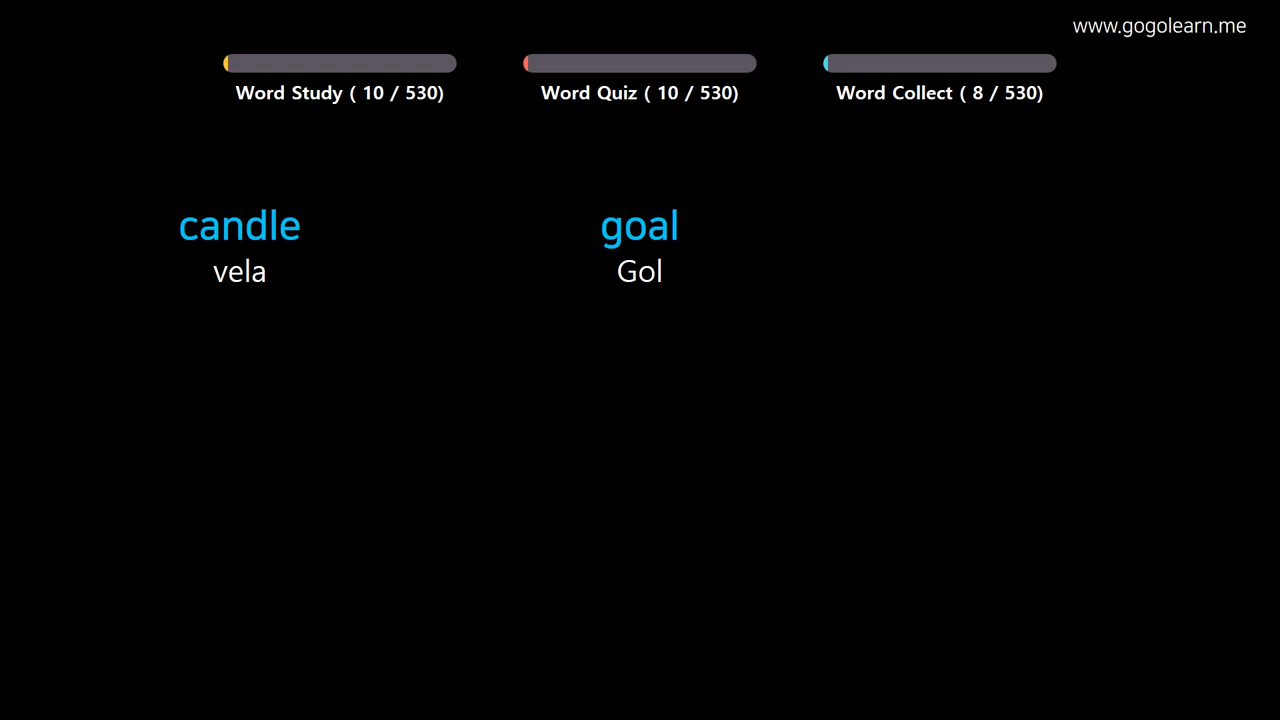 www.gogolearn.me
Word Study ( 10 / 530)
Word Quiz ( 10 / 530)
Word Collect ( 8 / 530)
candle
vela
goal
Gol